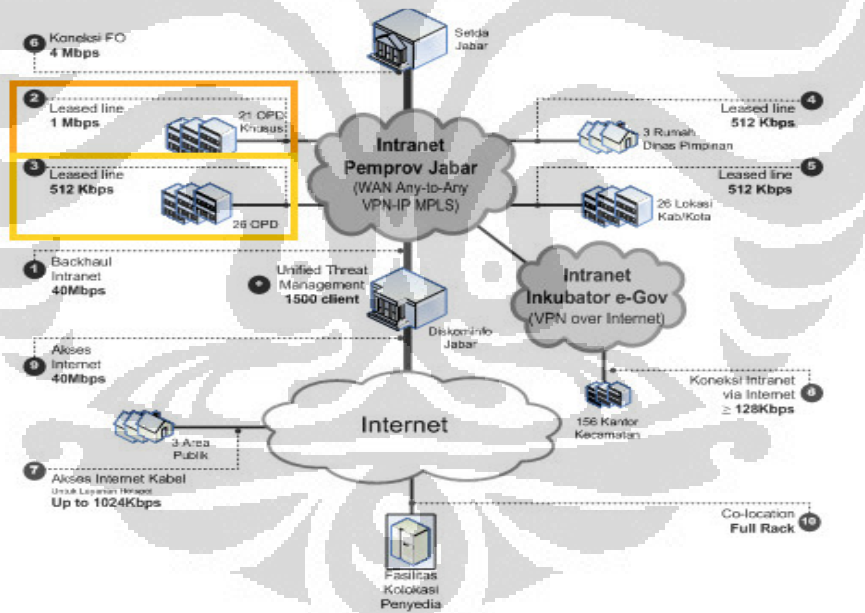 6 Koneksi FO
4 Mbps
Setda
Jabar
2 Leased line
1 Mbps
21 OPD
Khusus
3 Leased line
512 Kbps
26 OPD
Intranet
Pemprov Jabar
(WAN Any-to-Any
VPN-IP MPLS)
4 Leased line
512 Kbps
3 Rumah
Dinas Pimpinan
5 Leased line
512 Kbps
26 Lokasi
Kab/Kota
1 Backhaul
Intranet
40Mbps
+ Unified Threat
Management
1500 client
Diskominfo
Jabar
Intranet
Inkubator e-Gov
(VPN over Internet)
9 Akses
Internet
40Mbps
Koneksi Intranet
via Internet
≥ 128Kbps
156 Kantor
Kecamatan
Internet
3 Area
Publik
7 Akses Internet Kabel
Untuk Layanan Hotspot
Up to 1024Kbps
Co-location
Full Rack
10
Fasilitas
Kolokasi
Penyedia